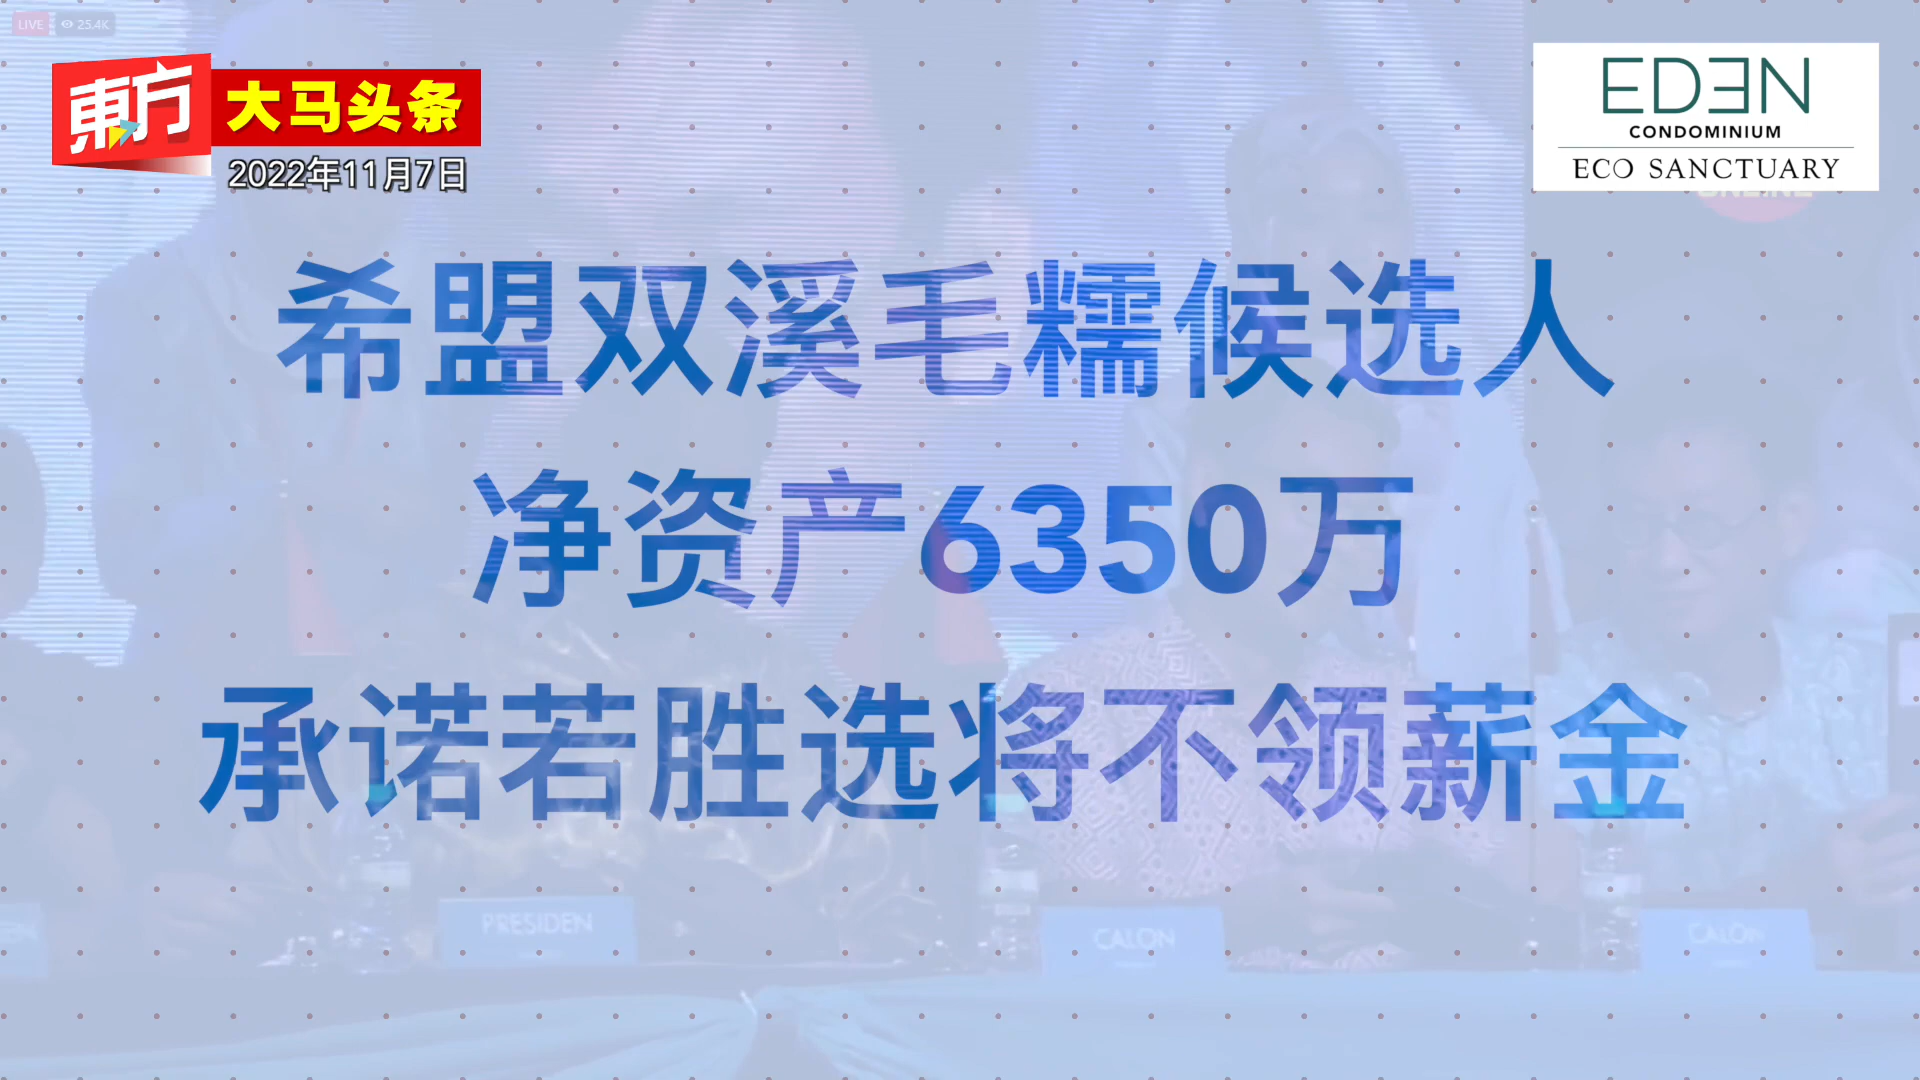 LIVE 25.4K
東方
大马头条
2022年11月7日
EDEN
CONDOMINIUM
ECO SANCTUARY
ONLINE
希盟双溪毛糯候选人
净资产6350万
承诺若胜选将不领薪金
PRESIDEN
CALON
CALON